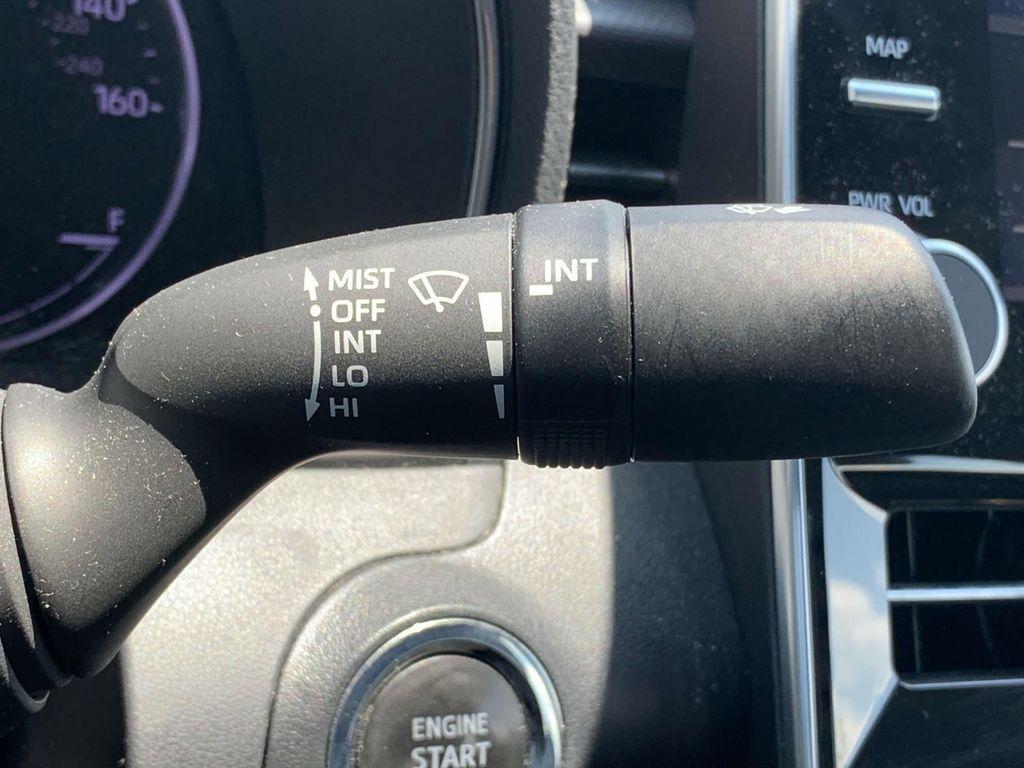 140
220
240
160
F
MAP
PWR VOL
MIST
OFF
INT
LO
HI
INT
ENGINE
START